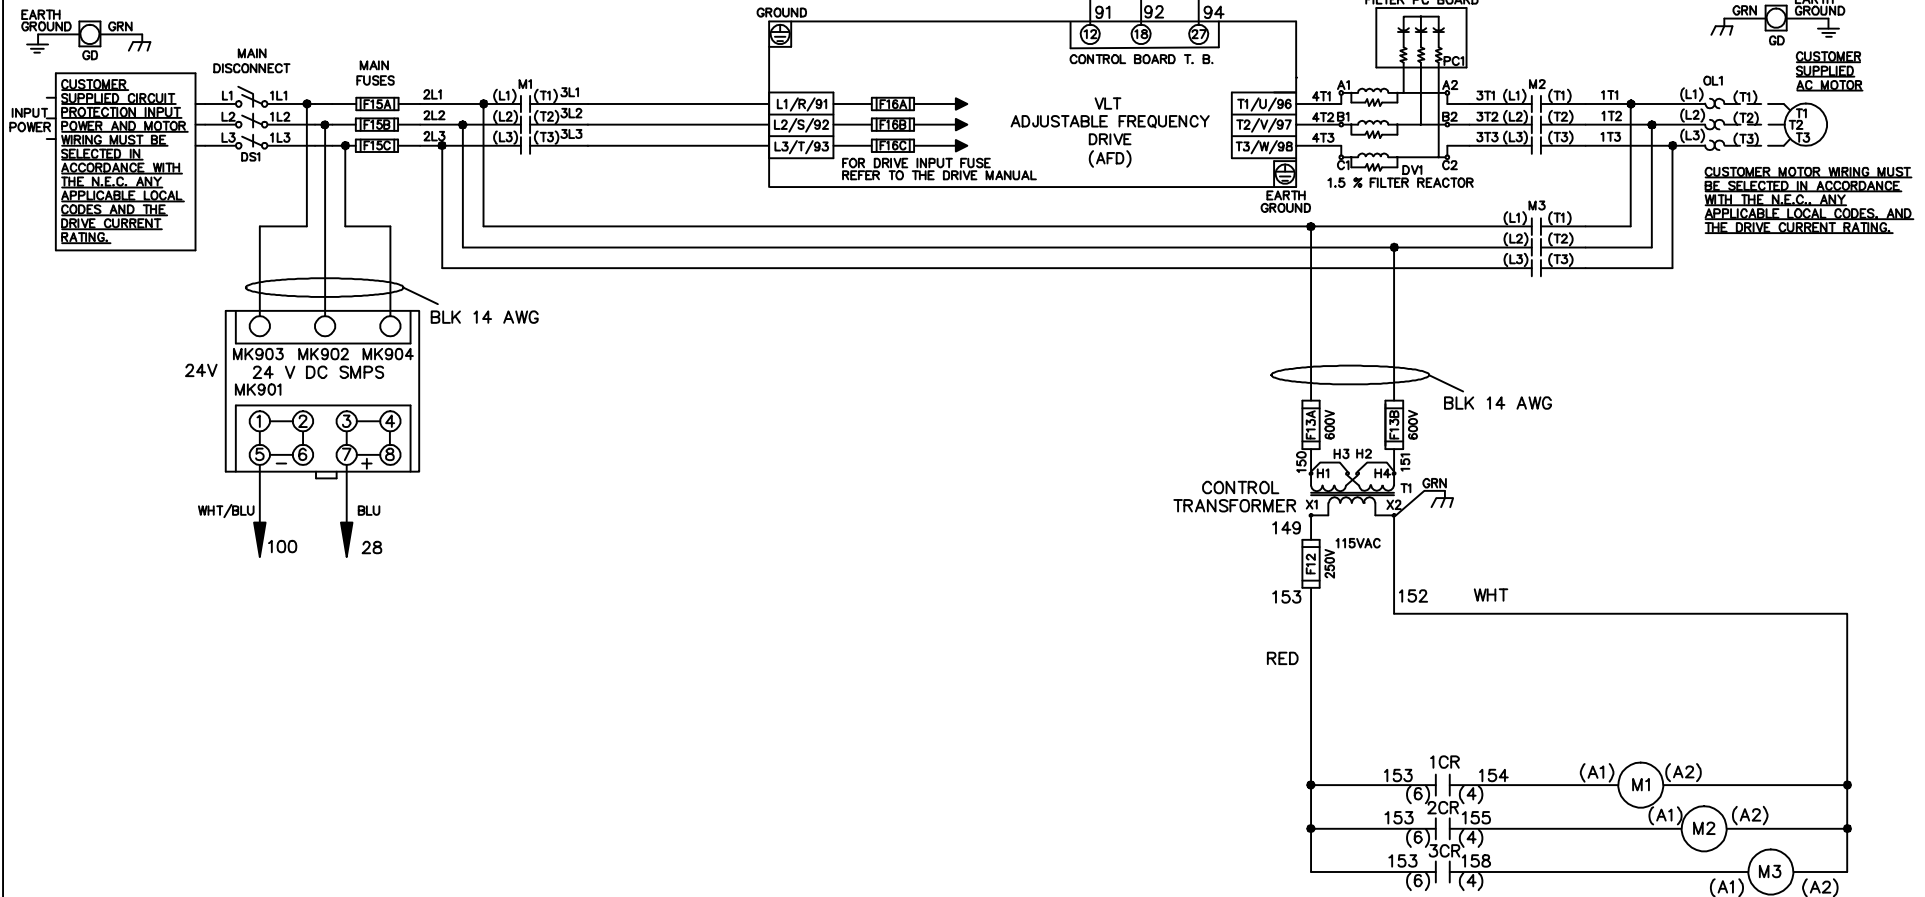 EARTH
GROUND
GRN
GD
CUSTOMER
SUPPLIED CIRCUIT
PROTECTION INPUT
POWER AND MOTOR
WIRING MUST BE
SELECTED IN
ACCORDANCE WITH
THE N.E.C. ANY
APPLICABLE LOCAL
CODES AND THE
DRIVE CURRENT
RATING.
INPUT
POWER
MAIN
DISCONNECT
L1
L2
L3
1L1
1L2
1L3
DS1
MAIN
FUSES
F15A
F15B
F15C
2L1
2L2
2L3
M1
(L1) (T1) 3L1
(L2) (T2) 3L2
(L3) (T3) 3L3
GROUND
L1/R/91
L2/S/92
L3/T/93
F16A
F16B
F16C
FOR DRIVE INPUT FUSE
REFER TO THE DRIVE MANUAL
VLT
ADJUSTABLE FREQUENCY
DRIVE
(AFD)
91 92 94
12 18 27
CONTROL BOARD T. B.
T1/U/96
T2/V/97
T3/W/98
EARTH
GROUND
FILTER PC BOARD
PC1
4T1
4T2
4T3
A1
B1
C1
A2
B2
C2
DV1
1.5 % FILTER REACTOR
M2
3T1 (L1) (T1) 1T1
3T2 (L2) (T2) 1T2
3T3 (L3) (T3) 1T3
OL1
(L1) (T1)
(L2) (T2)
(L3) (T3)
T1
T2
T3
GRN
GD
EARTH
GROUND
CUSTOMER
SUPPLIED
AC MOTOR
CUSTOMER MOTOR WIRING MUST
BE SELECTED IN ACCORDANCE
WITH THE N.E.C.. ANY
APPLICABLE LOCAL CODES. AND
THE DRIVE CURRENT RATING.
M3
(L1) (T1)
(L2) (T2)
(L3) (T3)
BLK 14 AWG
24V
MK903 MK902 MK904
24 V DC SMPS
MK901
1 2 3 4
5 6 7 8
- +
WHT/BLU
BLU
100
28
BLK 14 AWG
F13A
600V
F13B
600V
150
151
H3 H2
H1 H4
T1
GRN
CONTROL
TRANSFORMER
X1 X2
149
115VAC
F12
250V
153
152
WHT
RED
1CR
153 154
(6) (4)
(A1) M1 (A2)
2CR
153 155
(6) (4)
(A1) M2 (A2)
3CR
153 158
(6) (4)
(A1) M3 (A2)